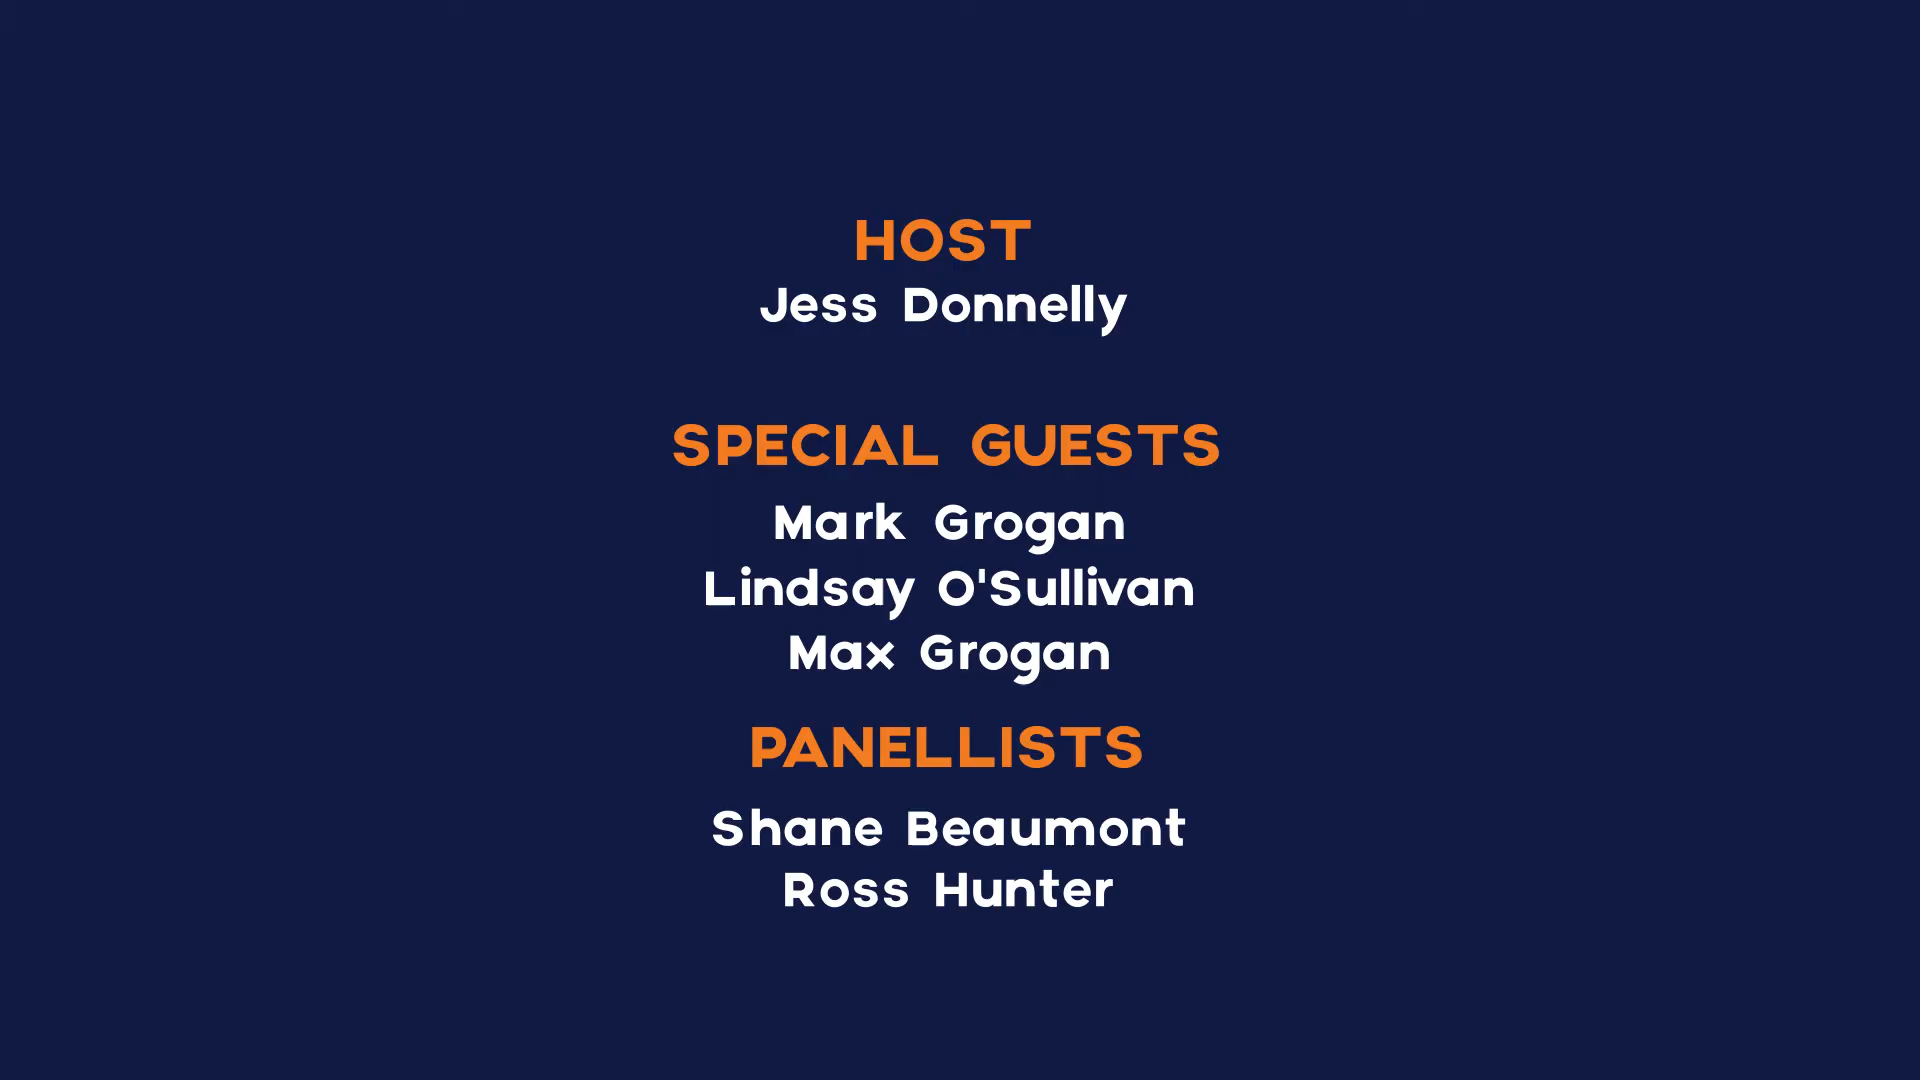 HOST
Jess Donnelly
SPECIAL GUESTS
Mark Grogan
Lindsay O'Sullivan
Max Grogan
PANELLISTS
Shane Beaumont
Ross Hunter